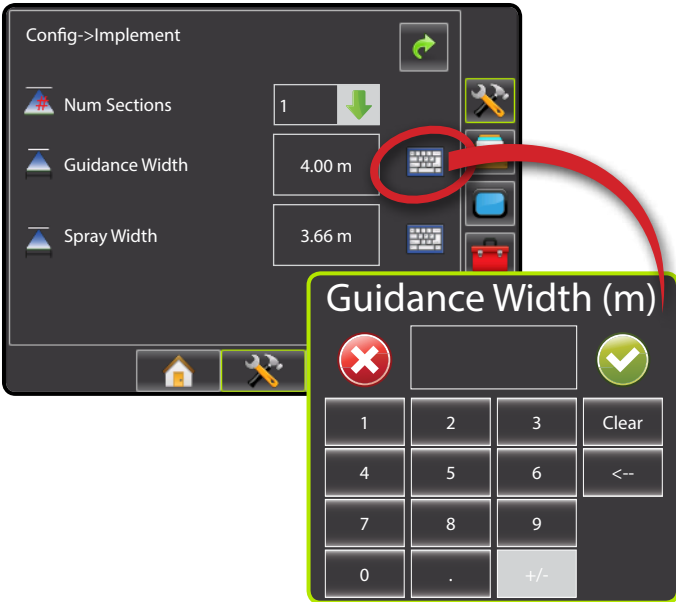 Config->Implement
# Num Sections 1
Guidance Width 4.00 m
Spray Width 3.66 m
Guidance Width (m)
1 2 3 Clear
4 5 6 <--
7 8 9
0 . +/-